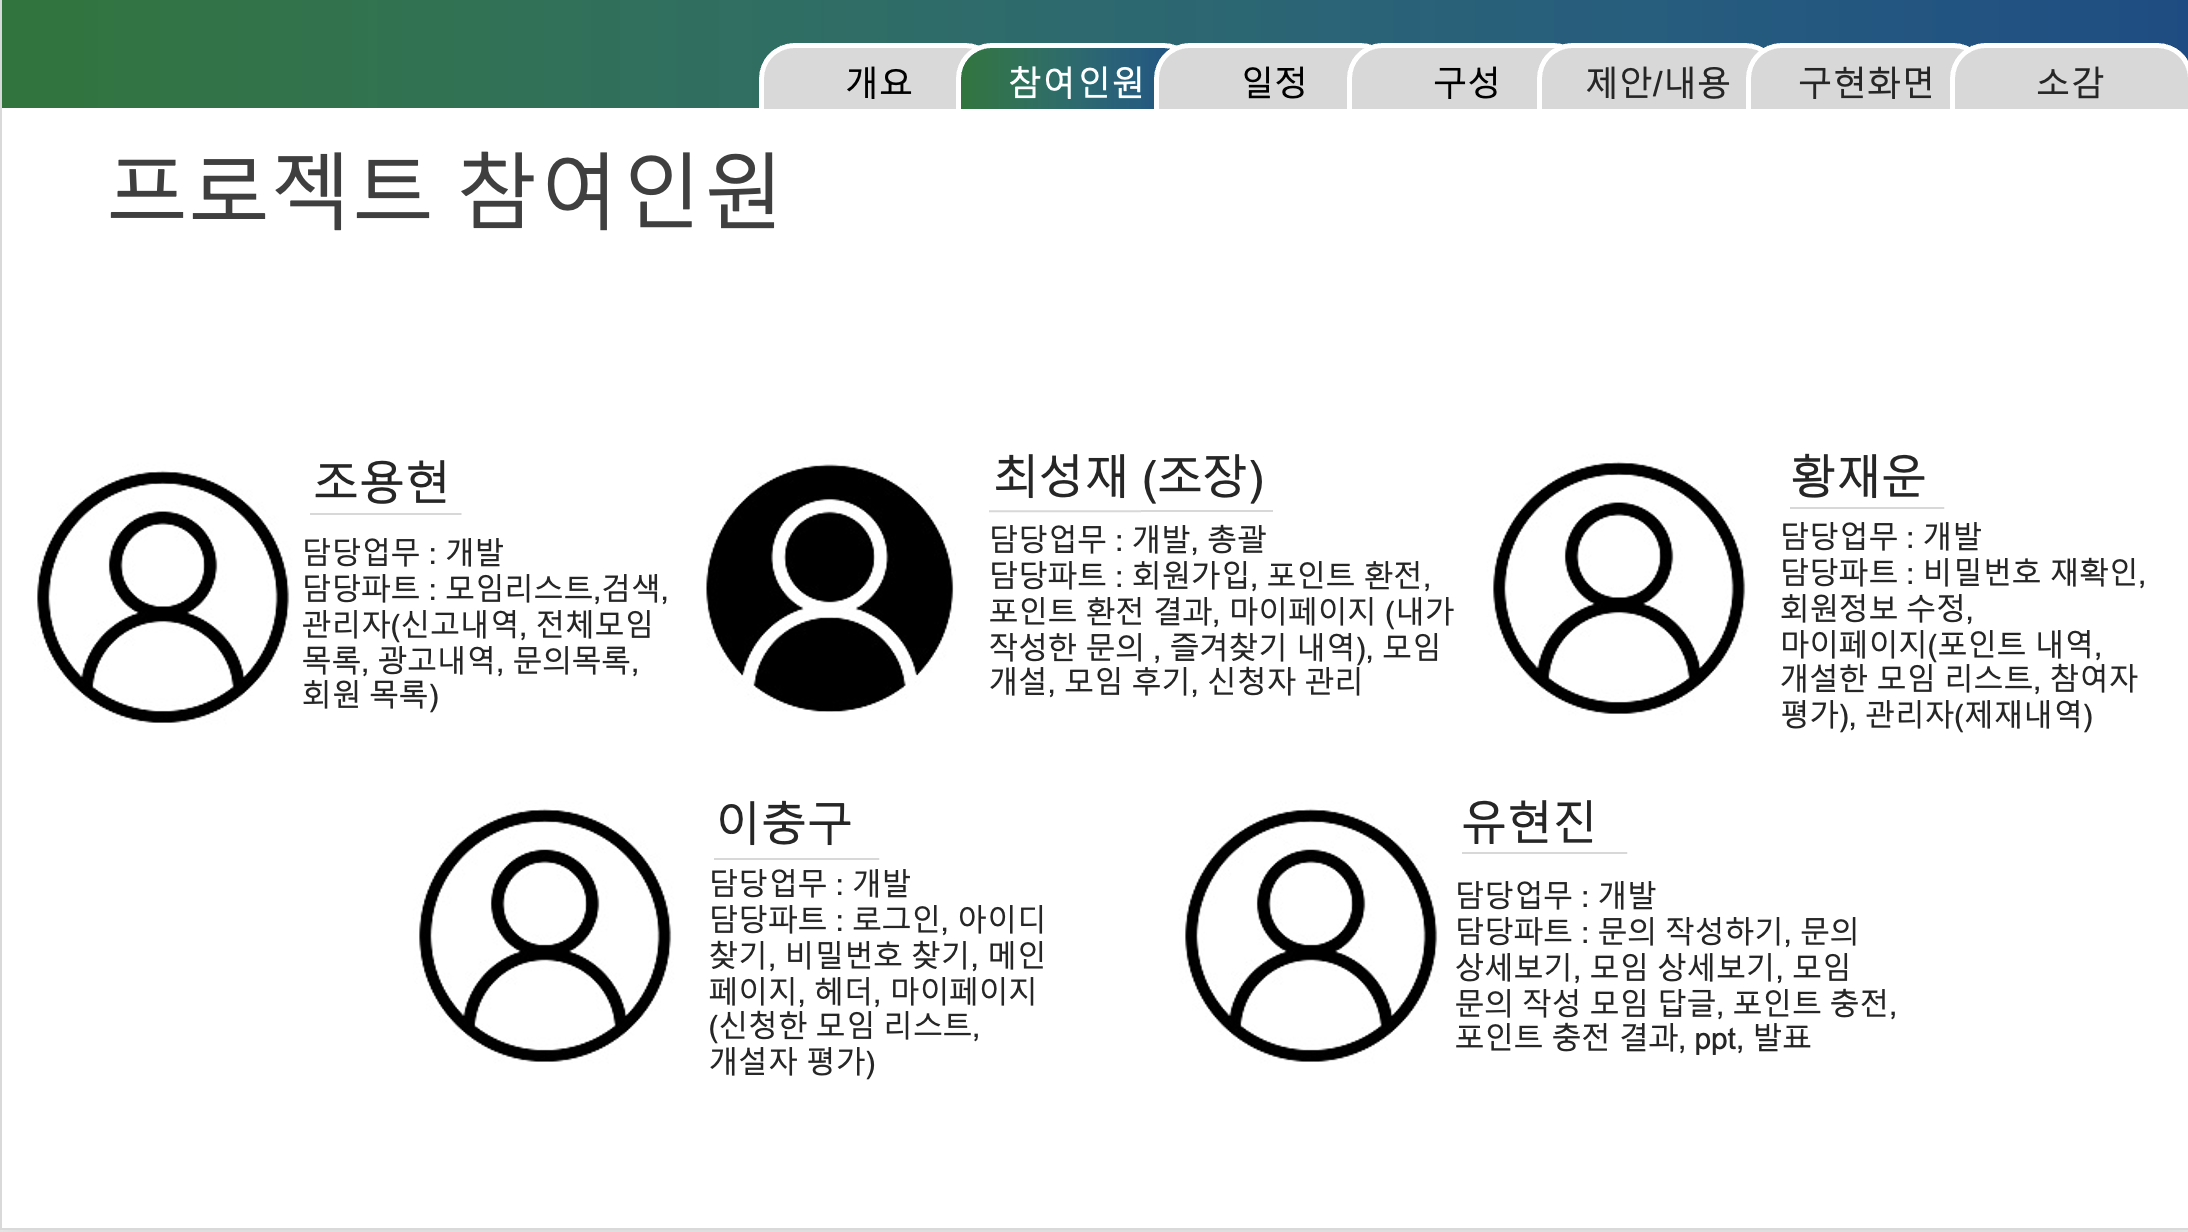 개요
참여인원
일정
구성
제안/내용
구현화면
소감
프로젝트 참여인원
조용현
담당업무 : 개발
담당파트 : 모임리스트,검색,
관리자(신고내역, 전체모임
목록, 광고내역, 문의목록,
회원 목록)
최성재 (조장)
담당업무 : 개발, 총괄
담당파트 : 회원가입, 포인트 환전,
포인트 환전 결과, 마이페이지 (내가
작성한 문의 , 즐겨찾기 내역), 모임
개설, 모임 후기, 신청자 관리
황재운
담당업무 : 개발
담당파트 : 비밀번호 재확인,
회원정보 수정,
마이페이지(포인트 내역,
개설한 모임 리스트, 참여자
평가), 관리자(제재내역)
이충구
담당업무 : 개발
담당파트 : 로그인, 아이디
찾기, 비밀번호 찾기, 메인
페이지, 헤더, 마이페이지
(신청한 모임 리스트,
개설자 평가)
유현진
담당업무 : 개발
담당파트 : 문의 작성하기, 문의
상세보기, 모임 상세보기, 모임
문의 작성 모임 답글, 포인트 충전,
포인트 충전 결과, ppt, 발표